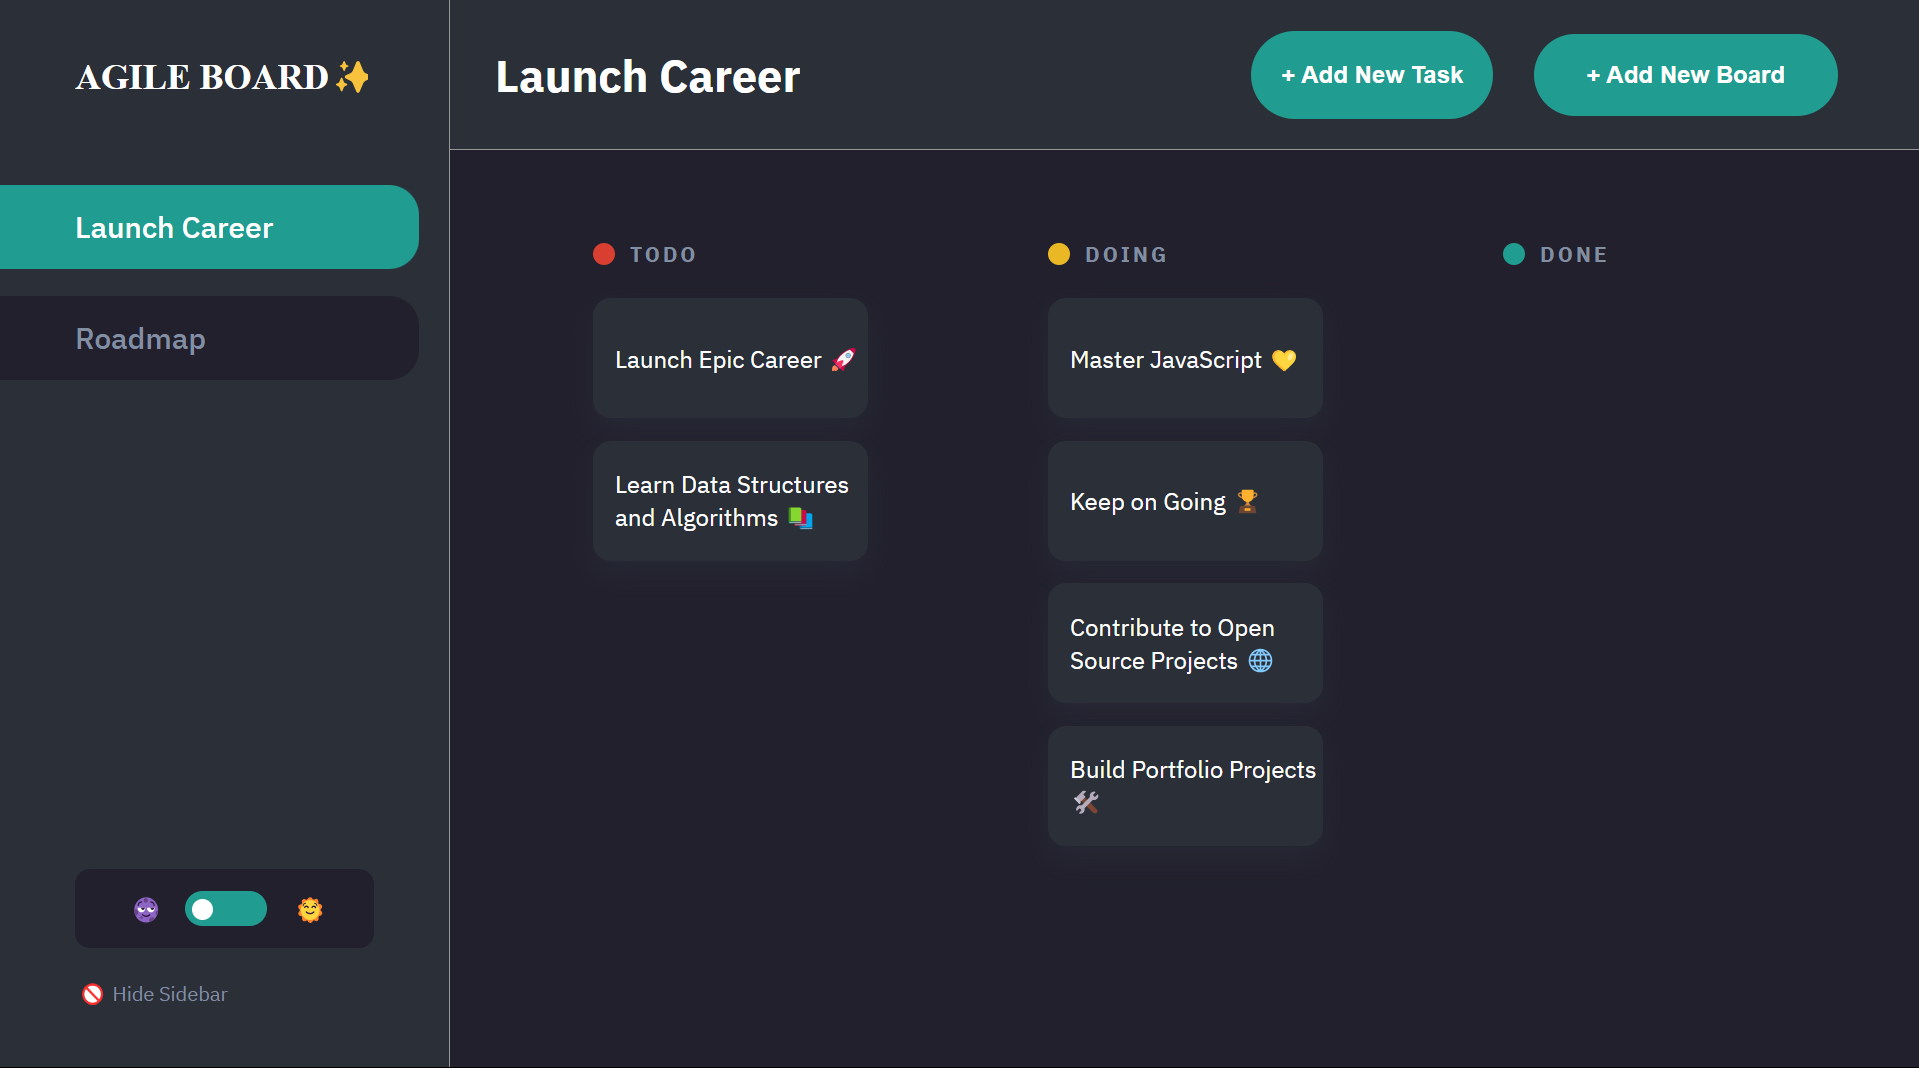 AGILE BOARD✨
Launch Career
+ Add New Task
+ Add New Board
Launch Career
Roadmap
TODO
Launch Epic Career 🚀
Learn Data Structures
and Algorithms 📚
DOING
Master JavaScript 💛
Keep on Going 🏆
Contribute to Open
Source Projects 🌐
Build Portfolio Projects
🛠️
DONE
🚫 Hide Sidebar